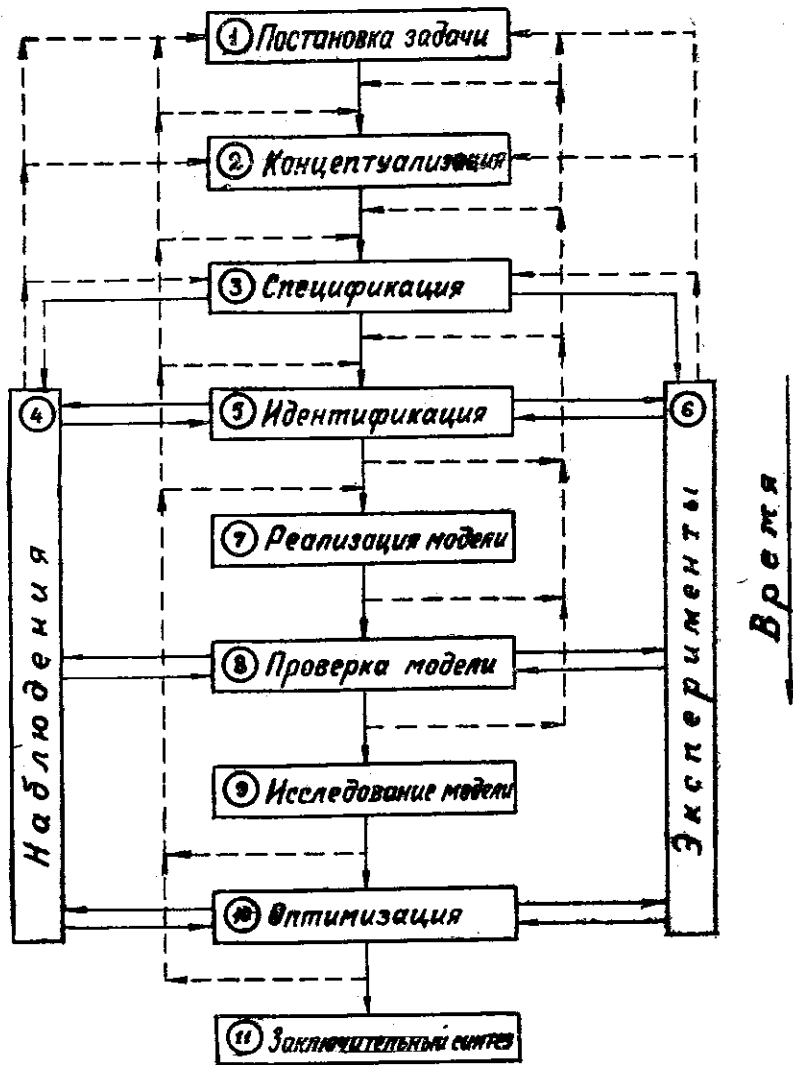 1 Постановка задачи
2 Концептуализация
3 Спецификация
4 Наблюдения
5 Идентификация
6 Эксперименты
Время
7 Реализация модели
8 Проверка модели
9 Исследование модели
10 Оптимизация
11 Заключительный синтез